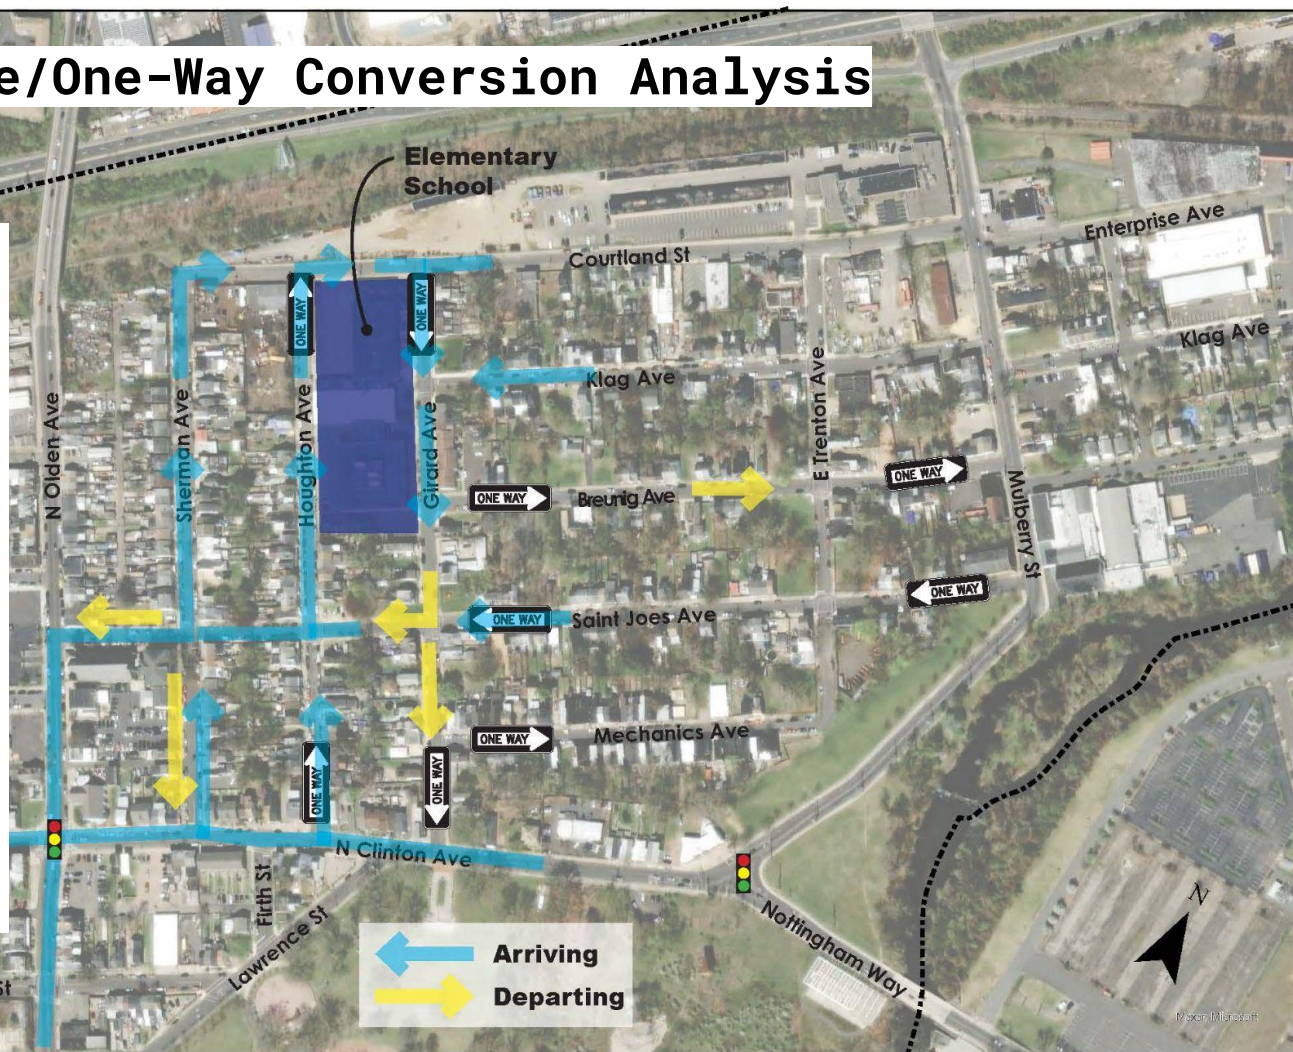 e/One-Way Conversion Analysis
Elementary
School
Enterprise Ave
Courtland St
ONE WAY
ONE WAY
Klag Ave
Klag Ave
N Olden Ave
Sherman Ave
Houghton Ave
Girard Ave
E Trenton Ave
Mulberry St
ONE WAY
ONE WAY
Breunig Ave
ONE WAY
ONE WAY
Saint Joes Ave
ONE WAY
Mechanics Ave
ONE WAY
ONE WAY
N Clinton Ave
Firth St
Lawrence St
Nottingham Way
N
Arriving
Departing
St